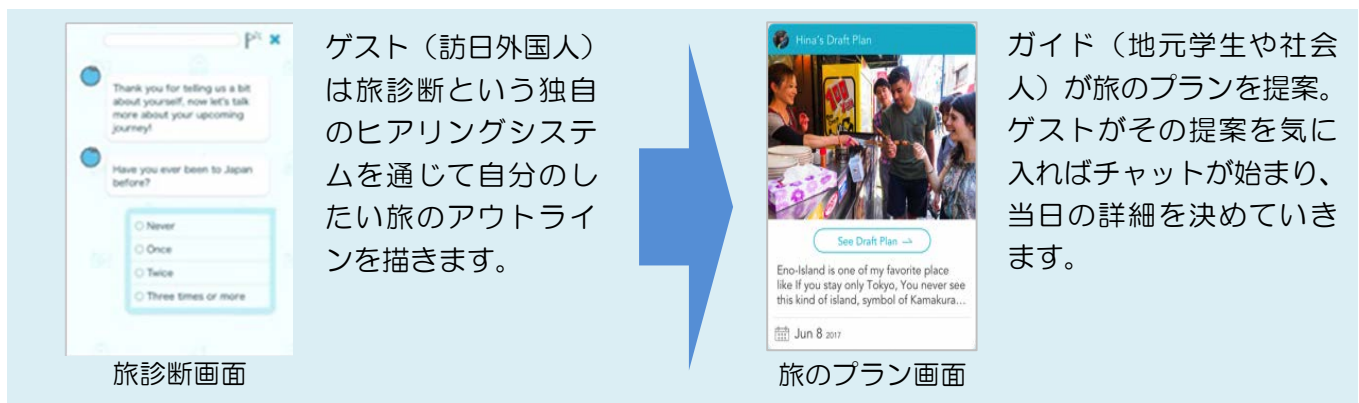 Thank you for telling us a bit
about yourself, now let's talk
more about your upcoming
journey!
Have you ever been to Japan
before?
Never
Once
Twice
Three times or more
旅診断画面
ゲスト（訪日外国人）
は旅診断という独自
のヒアリングシステ
ムを通じて自分のし
たい旅のアウトライ
ンを描きます。
Hina's Draft Plan
See Draft Plan →
Eno-Island is one of my favorite place
like If you stay only Tokyo, You never see
this kind of island, symbol of Kamakura...
Jun 8 2017
旅のプラン画面
ガイド（地元学生や社会
人）が旅のプランを提案。
ゲストがその提案を気に
入ればチャットが始まり、
当日の詳細を決めていき
ます。